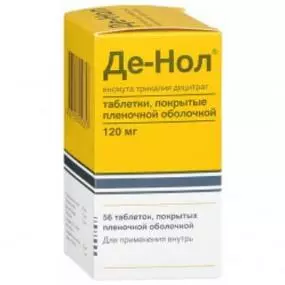 Де-Нол®
висмута трикалия дицитрат
таблетки, покрытые
пленочной оболочкой
120 мг
56 таблеток, покрытых
пленочной оболочкой
Для применения внутрь